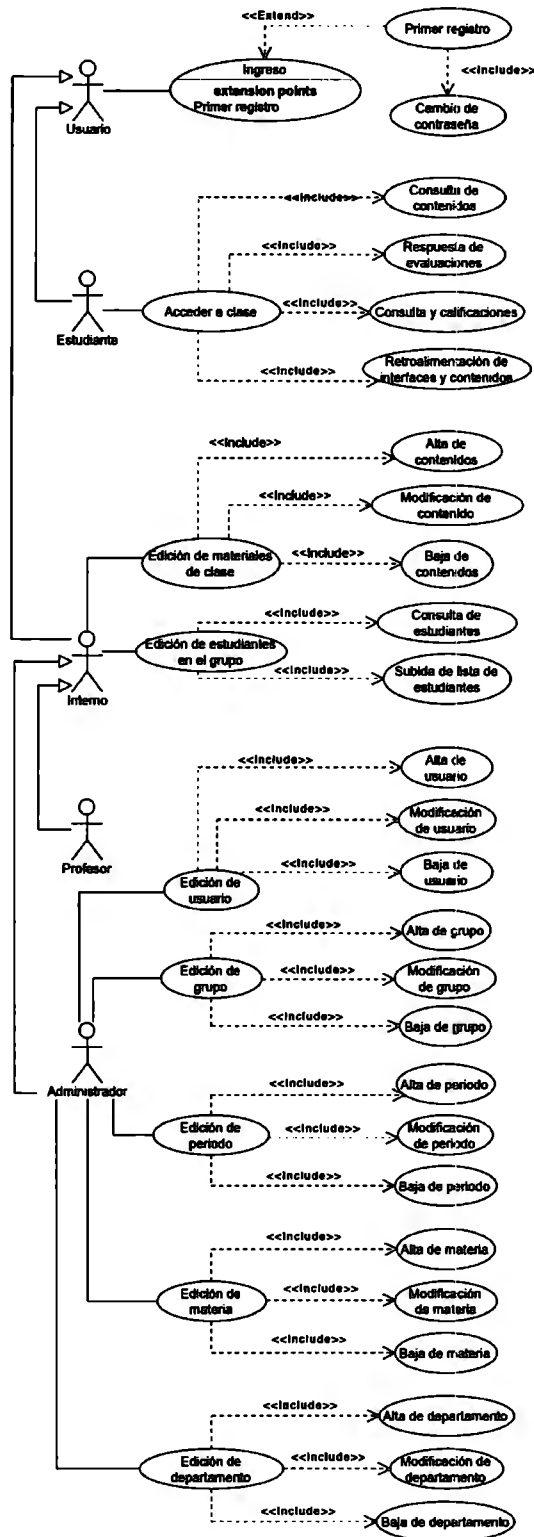 <<Extend>>
Primer registro
Ingreso
extension points
Primer registro
<<Include>>
Cambio de
contraseña
Usuario
<<Include>>
Consulta de
contenidos
<<Include>>
Respuesta de
evaluaciones
Acceder a clase
<<Include>>
Consulta y calificaciones
Estudiante
<<Include>>
Retroalimentación de
interfaces y contenidos
<<Include>>
Alta de
contenidos
<<Include>>
Modificación de
contenido
Edición de materiales
de clase
<<Include>>
Baja de
contenidos
<<Include>>
Consulta de
estudiantes
Edición de estudiantes
en el grupo
<<Include>>
Subida de lista de
estudiantes
Interno
<<Include>>
Alta de
usuario
<<Include>>
Modificación
de usuario
Profesor
Edición de
usuario
<<Include>>
Baja de
usuario
<<Include>>
Alta de grupo
Edición de
grupo
<<Include>>
Modificación
de grupo
<<Include>>
Baja de grupo
Administrador
<<Include>>
Alta de periodo
Edición de
periodo
<<Include>>
Modificación
de periodo
<<Include>>
Baja de periodo
<<Include>>
Alta de materia
Edición de
materia
<<Include>>
Modificación
de materia
<<Include>>
Baja de materia
<<Include>>
Alta de departamento
Edición de
departamento
<<Include>>
Modificación de
departamento
<<Include>>
Baja de departamento